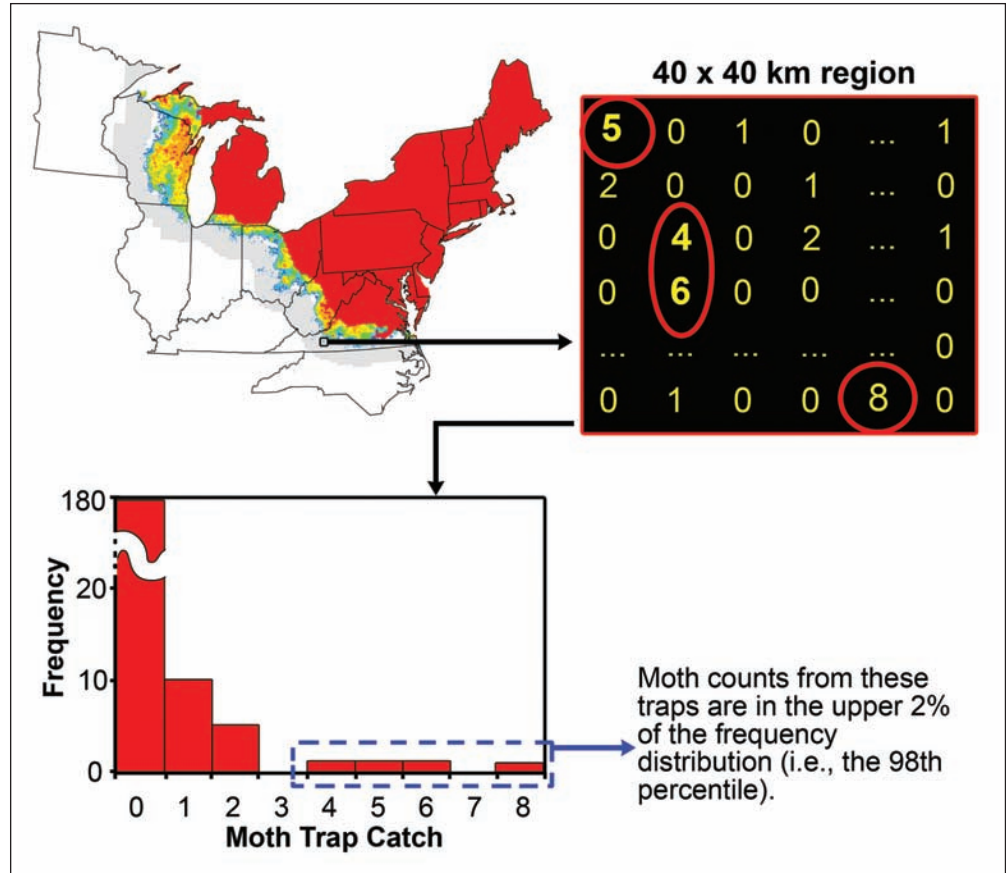 40 x 40 km region
5 0 1 0 ... 1
2 0 0 1 ... 0
0 4 0 2 ... 1
0 6 0 0 ... 0
... ... ... ... ... 0
0 1 0 0 8 0
180
20
10
0
Frequency
0 1 2 3 4 5 6 7 8
Moth Trap Catch
Moth counts from these
traps are in the upper 2%
of the frequency
distribution (i.e., the 98th
percentile).